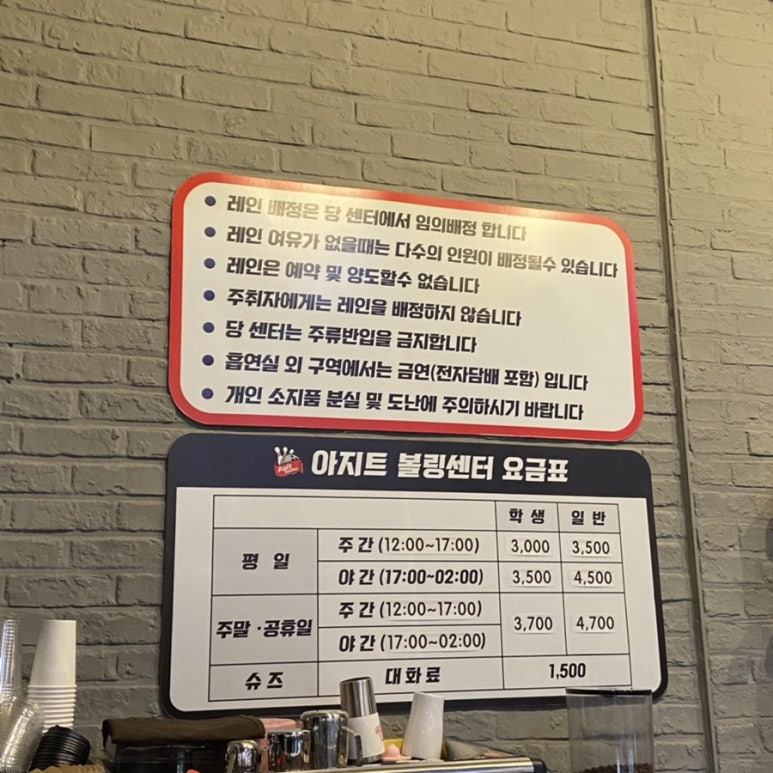 레인 배정은 당 센터에서 임의배정 합니다
레인 여유가 없을때는 다수의 인원이 배정될수 있습니다
레인은 예약 및 양도할수 없습니다
주취자에게는 레인을 배정하지 않습니다
당 센터는 주류반입을 금지합니다
흡연실 외 구역에서는 금연(전자담배 포함) 입니다
개인 소지품 분실 및 도난에 주의하시기 바랍니다
아지트 볼링센터 요금표
학생 일반
평일 주간 (12:00~17:00) 3,000 3,500
야간 (17:00~02:00) 3,500 4,500
주말·공휴일 주간 (12:00~17:00) 3,700 4,700
야간 (17:00~02:00)
슈즈 대화료 1,500